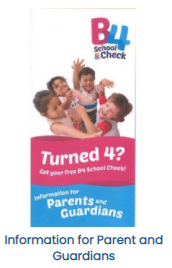 B4
School
& Check
Turned 4?
Get your free B4 School Check!
Information for
Parents and
Guardians
Information for Parent and
Guardians